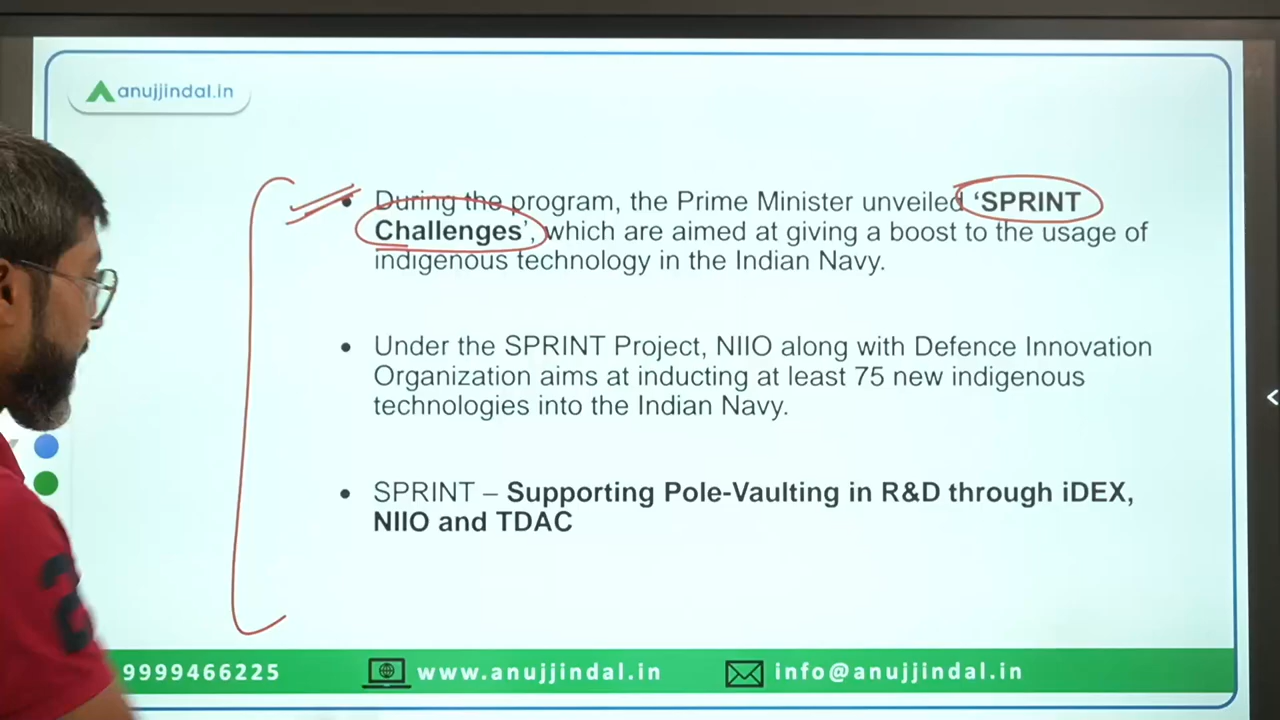 anujjindal.in
• During the program, the Prime Minister unveiled ‘SPRINT
Challenges’, which are aimed at giving a boost to the usage of
indigenous technology in the Indian Navy.
• Under the SPRINT Project, NIIO along with Defence Innovation
Organization aims at inducting at least 75 new indigenous
technologies into the Indian Navy.
• SPRINT – Supporting Pole-Vaulting in R&D through iDEX,
NIIO and TDAC
9999466225 www.anujjindal.in info@anujjindal.in
2